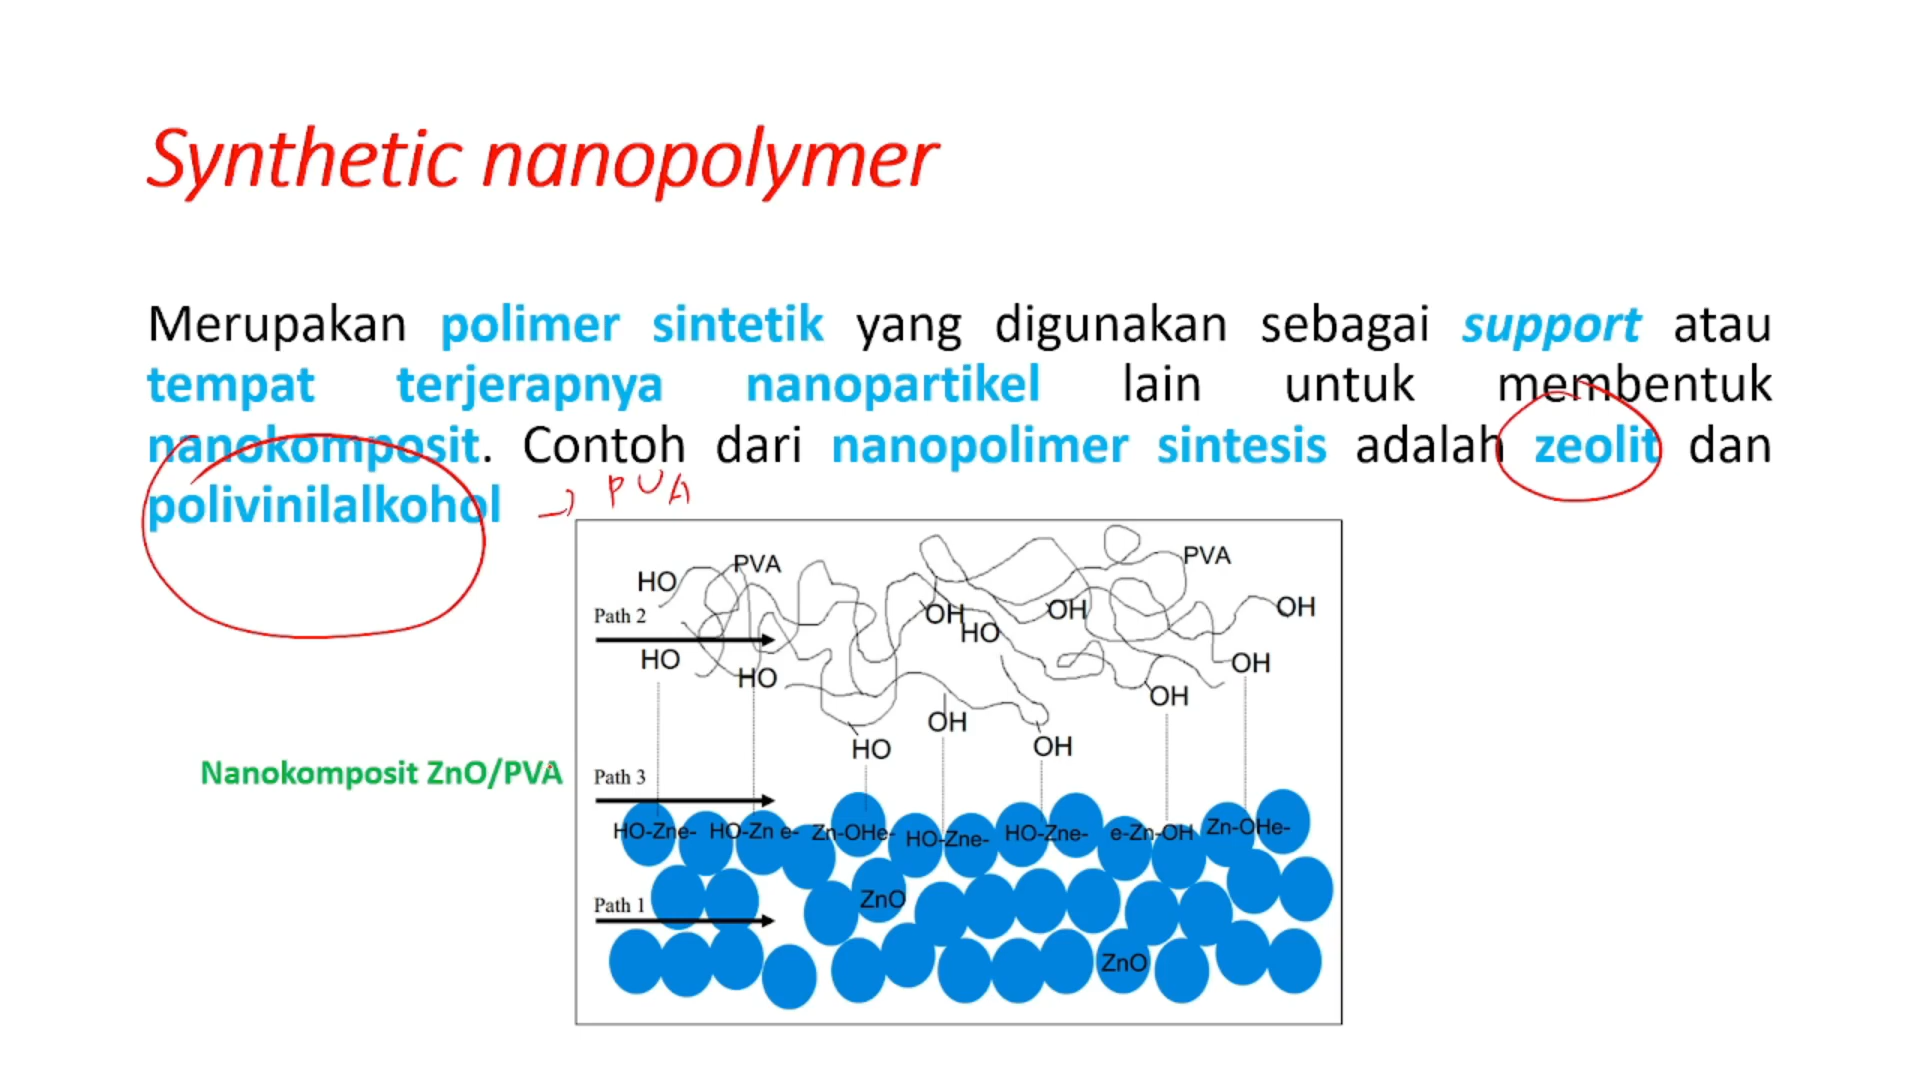 Synthetic nanopolymer
Merupakan polimer sintetik yang digunakan sebagai support atau
tempat terjerapnya nanopartikel lain untuk membentuk
nanokomposit. Contoh dari nanopolimer sintesis adalah zeolit dan
polivinilalkohol → PVA
Nanokomposit ZnO/PVA
PVA
PVA
HO
Path 2
OH
HO
OH
OH
HO
HO
OH
OH
OH
HO
OH
Path 3
HO-Zne- HO-Zn e- Zn-OHe- HO-Zne- HO-Zne- e-Zn-OH Zn-OHe-
Path 1
ZnO
ZnO